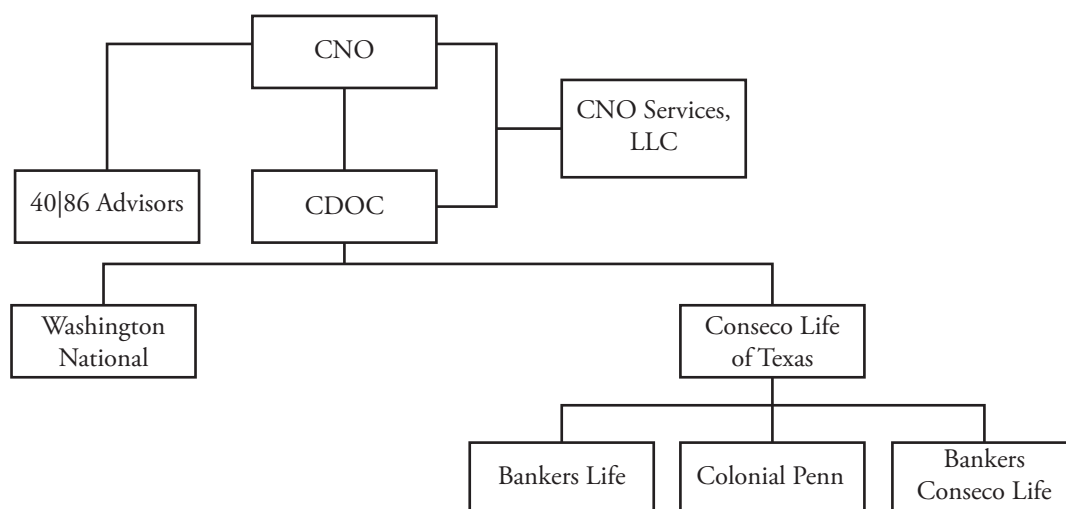 CNO
CNO Services,
LLC
40|86 Advisors
CDOC
Washington
National
Conseco Life
of Texas
Bankers Life
Colonial Penn
Bankers
Conseco Life